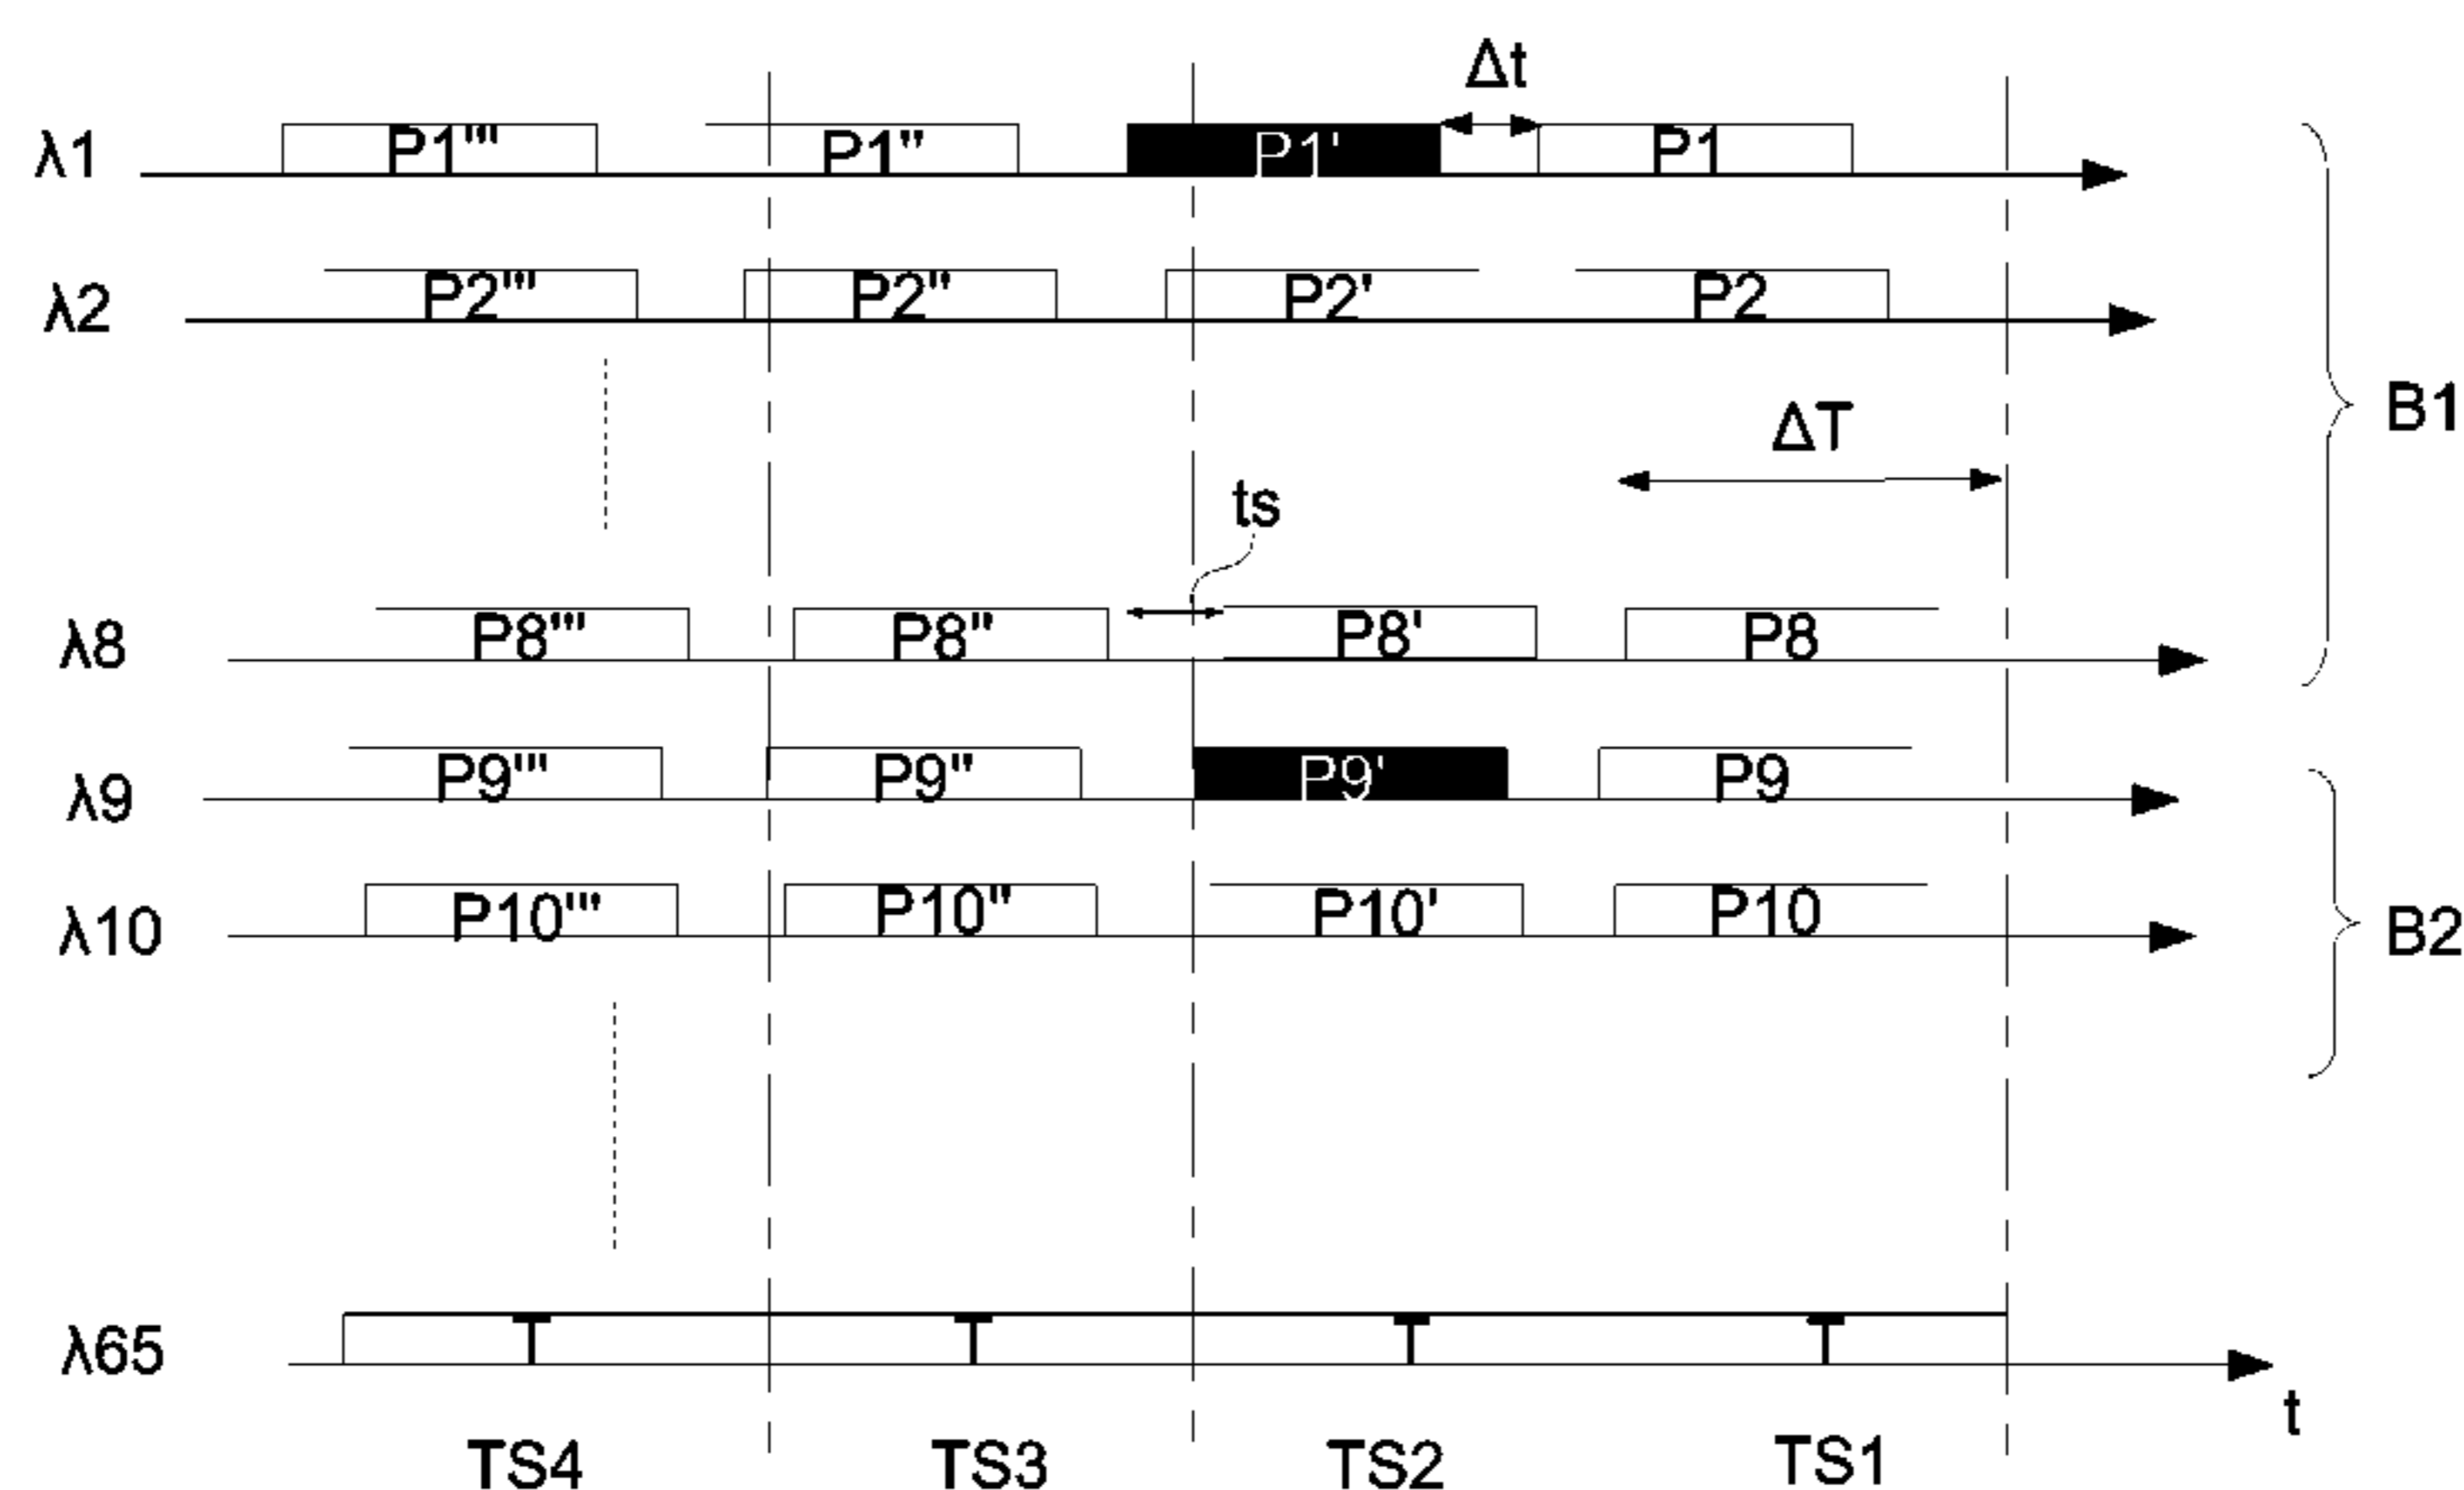 Δt
λ1 P1''' P1'' P1' P1
λ2 P2''' P2'' P2' P2
B1
ΔT
ts
λ8 P8''' P8'' P8' P8
λ9 P9''' P9'' P9' P9
λ10 P10''' P10'' P10' P10
B2
λ65 T T T T
t
TS4 TS3 TS2 TS1